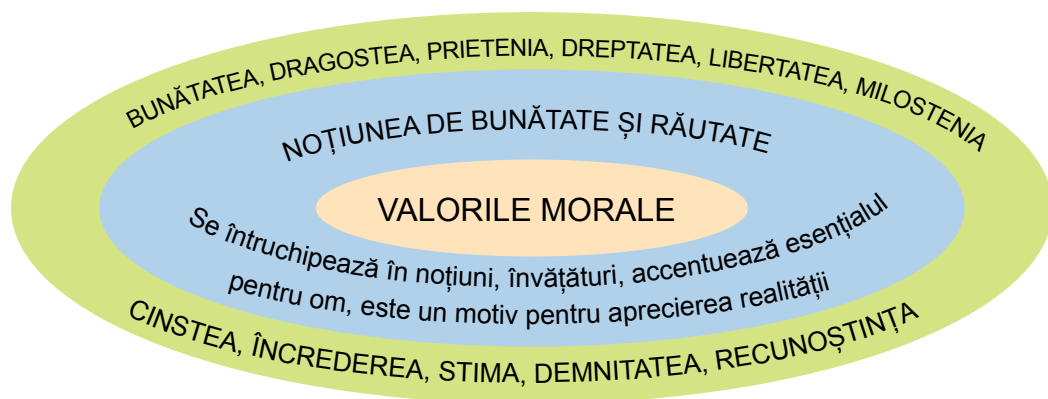 BUNĂTATEA, DRAGOSTEA, PRIETENIA, DREPTATEA, LIBERTATEA, MILOSTENIA
NOȚIUNEA DE BUNĂTATE ȘI RĂUTATE
VALORILE MORALE
Se întruchipează în noțiuni, învățături, accentuează esențialul
pentru om, este un motiv pentru aprecierea realității
CINSTEA, ÎNCREDEREA, STIMA, DEMNITATEA, RECUNOȘTINȚA